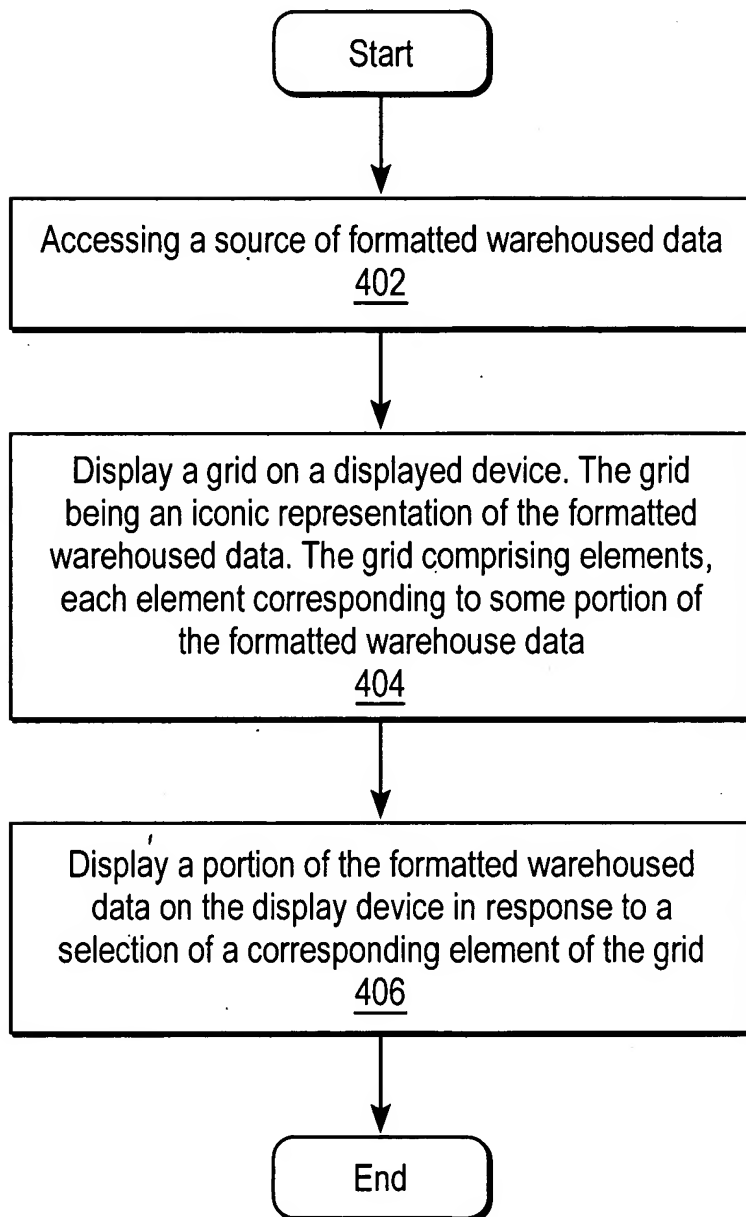 Start
Accessing a source of formatted warehoused data
402
Display a grid on a displayed device. The grid
being an iconic representation of the formatted
warehoused data. The grid comprising elements,
each element corresponding to some portion of
the formatted warehouse data
404
Display a portion of the formatted warehoused
data on the display device in response to a
selection of a corresponding element of the grid
406
End